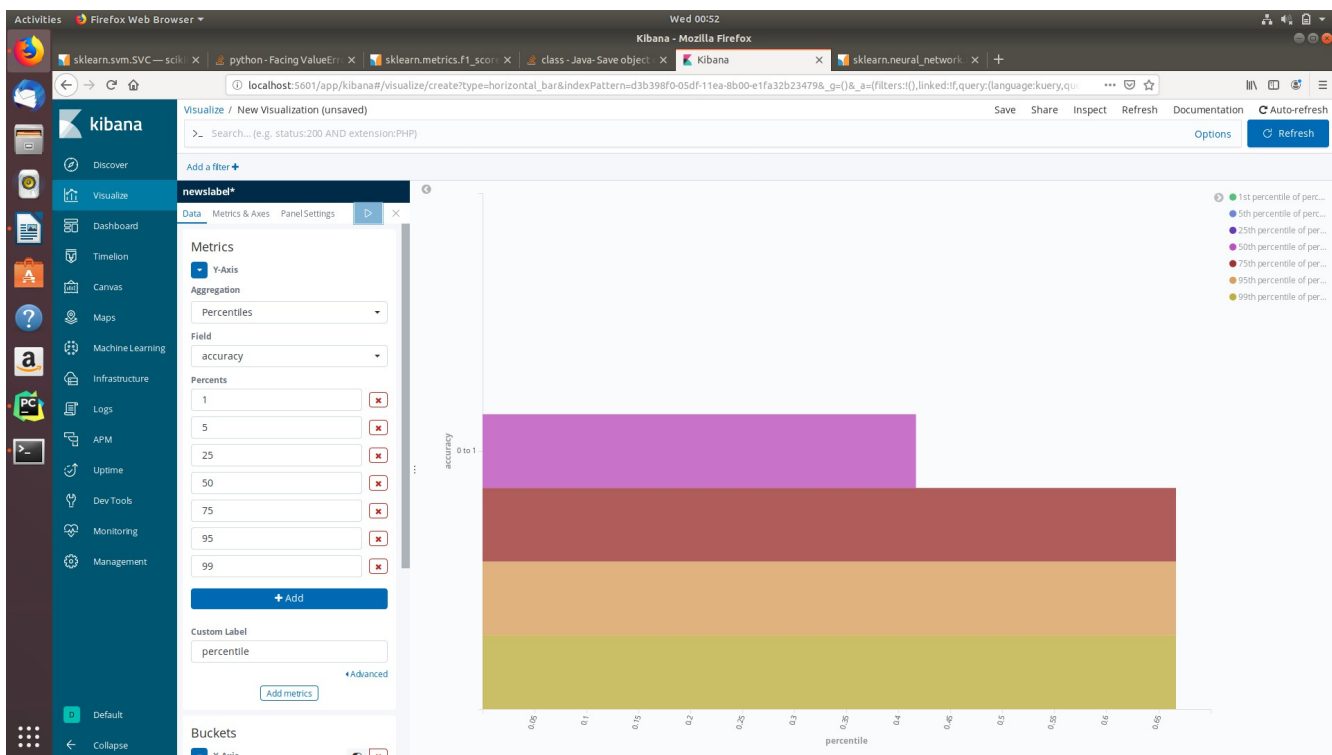 Activities Firefox Web Browser Wed 00:52
Kibana - Mozilla Firefox
sklearn.svm.SVC — sciki python - Facing ValueErr sklearn.metrics.f1_score class - Java- Save object Kibana sklearn.neural_network.
localhost:5601/app/kibana#/visualize/create?type=horizontal_bar&indexPattern=d3b398f0-05df-11ea-8b00-e1fa32b23479&_g=()&_a=(filters:!(),linked:!f,query:(language:kuery,qu
kibana
Visualize / New Visualization (unsaved) Save Share Inspect Refresh Documentation Auto-refresh
>_ Search... (e.g. status:200 AND extension:PHP) Options Refresh
Add a filter +
Discover
Visualize
Dashboard
Timelion
Canvas
Maps
Machine Learning
Infrastructure
Logs
APM
Uptime
Dev Tools
Monitoring
Management
D Default
Collapse
newslabel*
Data Metrics & Axes Panel Settings
Metrics
Y-Axis
Aggregation
Percentiles
Field
accuracy
Percents
1
5
25
50
75
95
99
+ Add
Custom Label
percentile
Advanced
Add metrics
Buckets
accuracy
0 to 1
0.05 0.1 0.15 0.2 0.25 0.3 0.35 0.4 0.45 0.5 0.55 0.6 0.65
percentile
1st percentile of perc...
5th percentile of perc...
25th percentile of per...
50th percentile of per...
75th percentile of per...
95th percentile of per...
99th percentile of per...